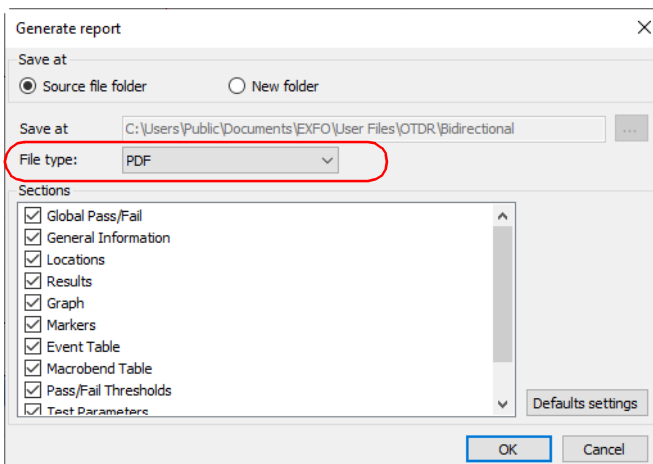 Generate report
Save at
Source file folder New folder
Save at C:\Users\Public\Documents\EXFO\User Files\OTDR\Bidirectional ...
File type: PDF
Sections
Global Pass/Fail
General Information
Locations
Results
Graph
Markers
Event Table
Macrobend Table
Pass/Fail Thresholds
Test Parameters
Defaults settings
OK Cancel